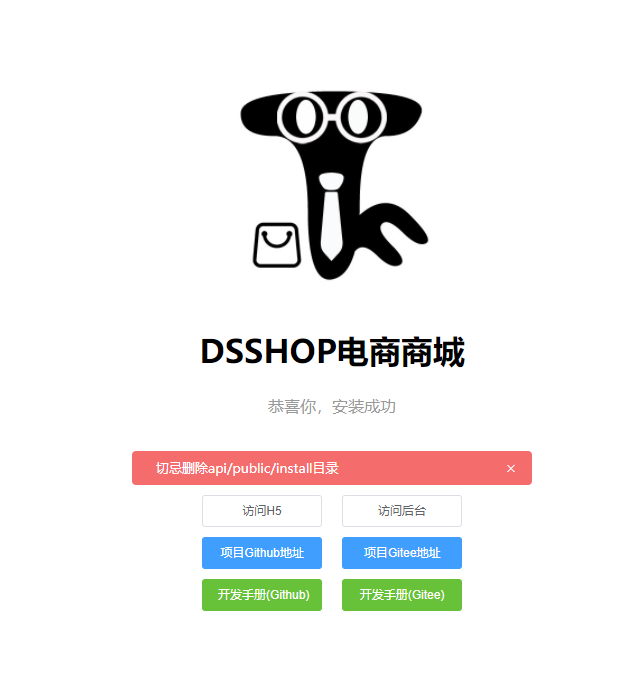 DSSHOP电商商城
恭喜你，安装成功
切忌删除api/public/install目录
访问H5
访问后台
项目Github地址
项目Gitee地址
开发手册(Github)
开发手册(Gitee)